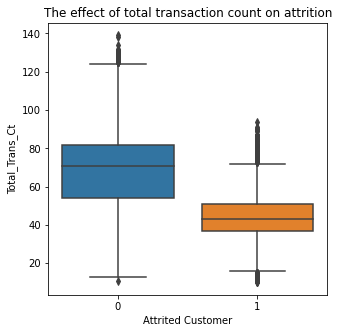 The effect of total transaction count on attrition
140
120
100
80
60
40
20
Total_Trans_Ct
0 1
Attrited Customer